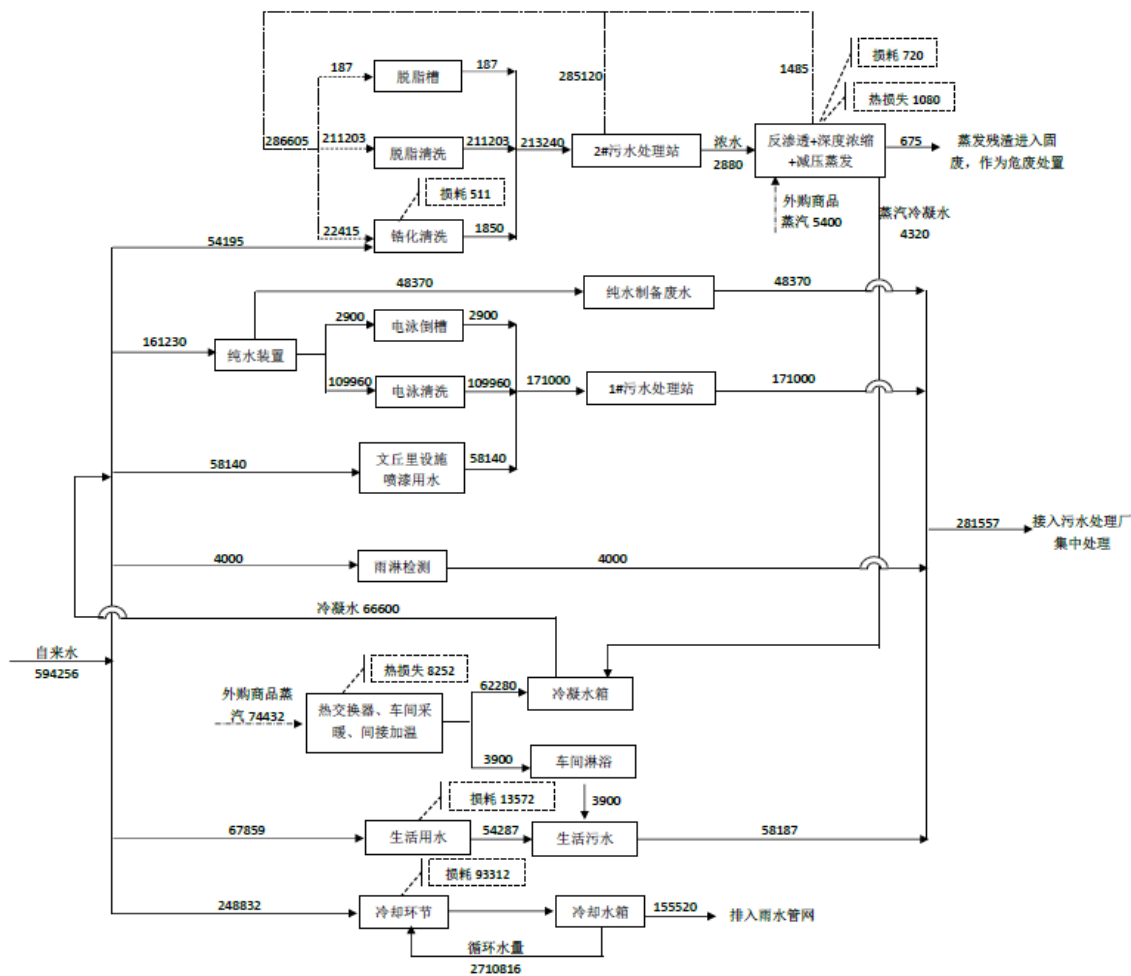 损耗 720
187
脱脂槽
187
285120
1485
热损失 1080
286605
211203
脱脂清洗
211203
213240
2#污水处理站
浓水
2880
反渗透+深度浓缩
+减压蒸发
675
蒸发残渣进入固
废，作为危废处置
损耗 511
外购商品
蒸汽 5400
蒸汽冷凝水
4320
54195
22415
锆化清洗
1850
48370
纯水制备废水
48370
161230
纯水装置
2900
电泳倒槽
2900
109960
电泳清洗
109960
171000
1#污水处理站
171000
58140
文丘里设施
喷漆用水
58140
281557
接入污水处理厂
集中处理
4000
雨淋检测
4000
冷凝水 66600
自来水
594256
热损失 8252
外购商品蒸
汽 74432
热交换器、车间采
暖、间接加温
62280
冷凝水箱
3900
车间淋浴
损耗 13572
3900
67859
生活用水
54287
生活污水
58187
损耗 93312
248832
冷却环节
冷却水箱
155520
排入雨水管网
循环水量
2710816